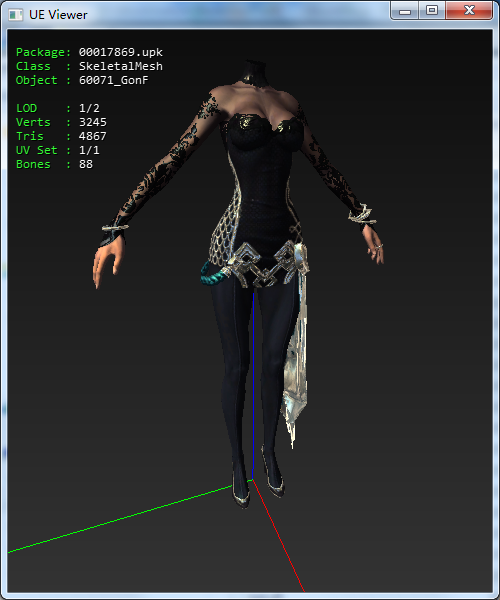 UE Viewer
Package: 00017869.upk
Class  : SkeletalMesh
Object : 60071_GonF
LOD    : 1/2
Verts  : 3245
Tris   : 4867
UV Set : 1/1
Bones  : 88